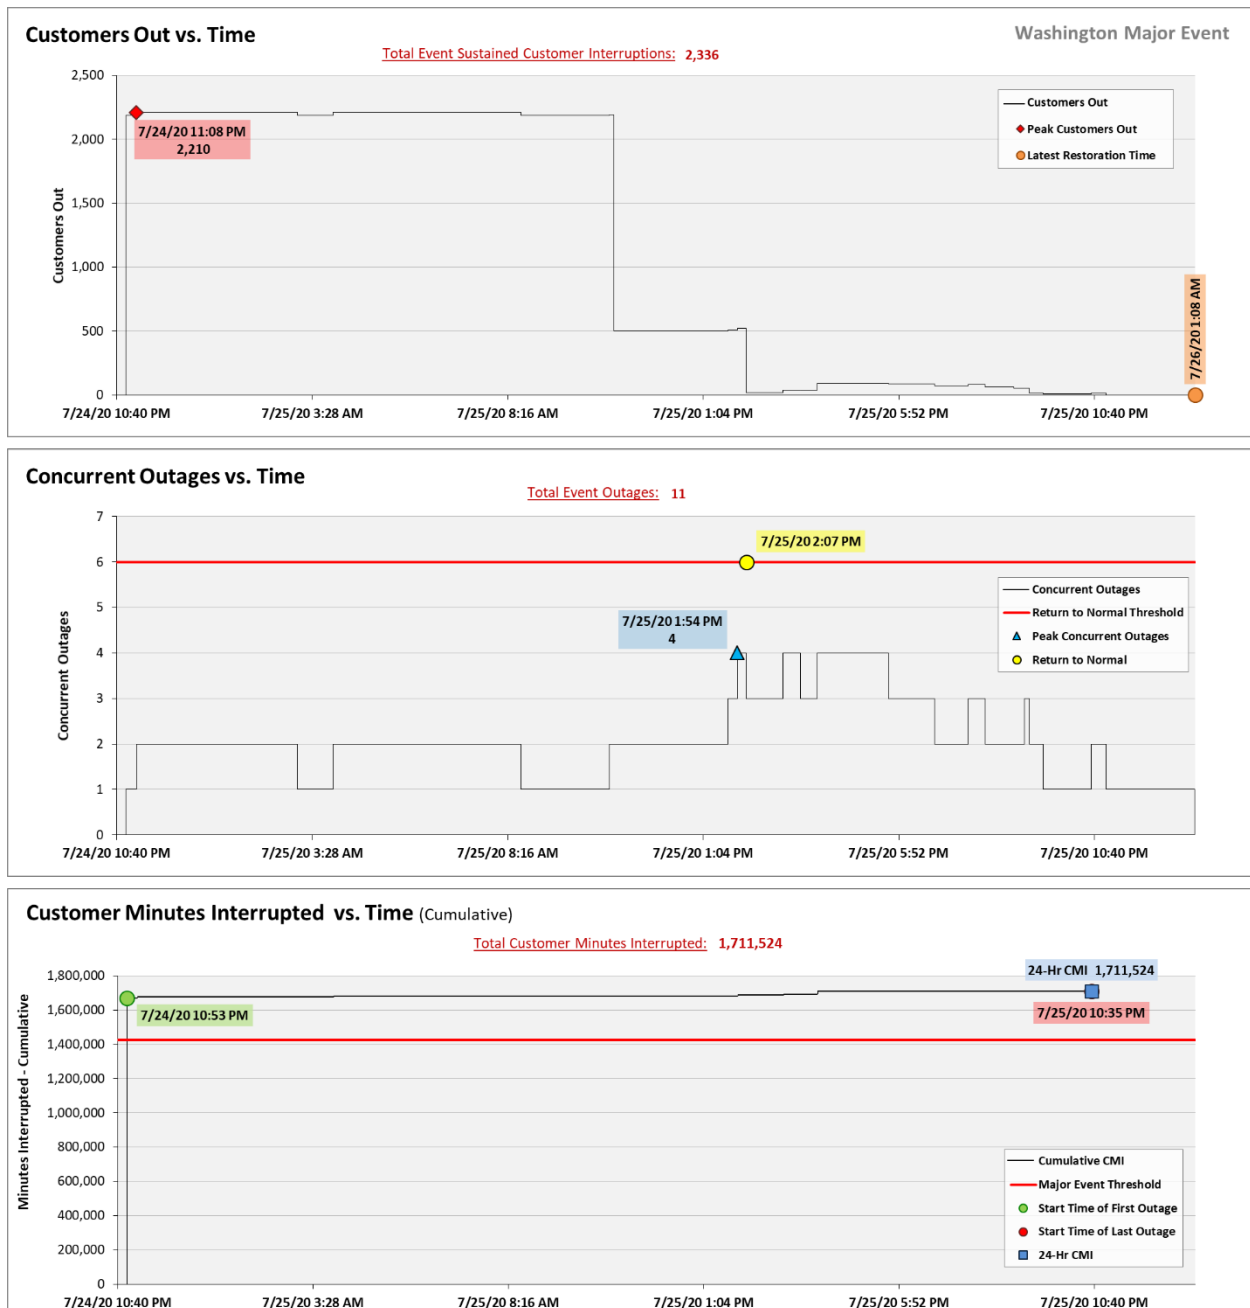 Customers Out vs. Time
Washington Major Event
Total Event Sustained Customer Interruptions: 2,336
2,500
2,000
1,500
1,000
500
0
Customers Out
7/24/20 11:08 PM
2,210
Customers Out
Peak Customers Out
Latest Restoration Time
7/26/20 1:08 AM
7/24/20 10:40 PM
7/25/20 3:28 AM
7/25/20 8:16 AM
7/25/20 1:04 PM
7/25/20 5:52 PM
7/25/20 10:40 PM
Concurrent Outages vs. Time
Total Event Outages: 11
7
6
5
4
3
2
1
0
Concurrent Outages
7/25/20 2:07 PM
7/25/20 1:54 PM
4
Concurrent Outages
Return to Normal Threshold
Peak Concurrent Outages
Return to Normal
7/24/20 10:40 PM
7/25/20 3:28 AM
7/25/20 8:16 AM
7/25/20 1:04 PM
7/25/20 5:52 PM
7/25/20 10:40 PM
Customer Minutes Interrupted vs. Time (Cumulative)
Total Customer Minutes Interrupted: 1,711,524
1,800,000
1,600,000
1,400,000
1,200,000
1,000,000
800,000
600,000
400,000
200,000
0
Minutes Interrupted - Cumulative
7/24/20 10:53 PM
24-Hr CMI 1,711,524
7/25/20 10:35 PM
Cumulative CMI
Major Event Threshold
Start Time of First Outage
Start Time of Last Outage
24-Hr CMI
7/24/20 10:40 PM
7/25/20 3:28 AM
7/25/20 8:16 AM
7/25/20 1:04 PM
7/25/20 5:52 PM
7/25/20 10:40 PM